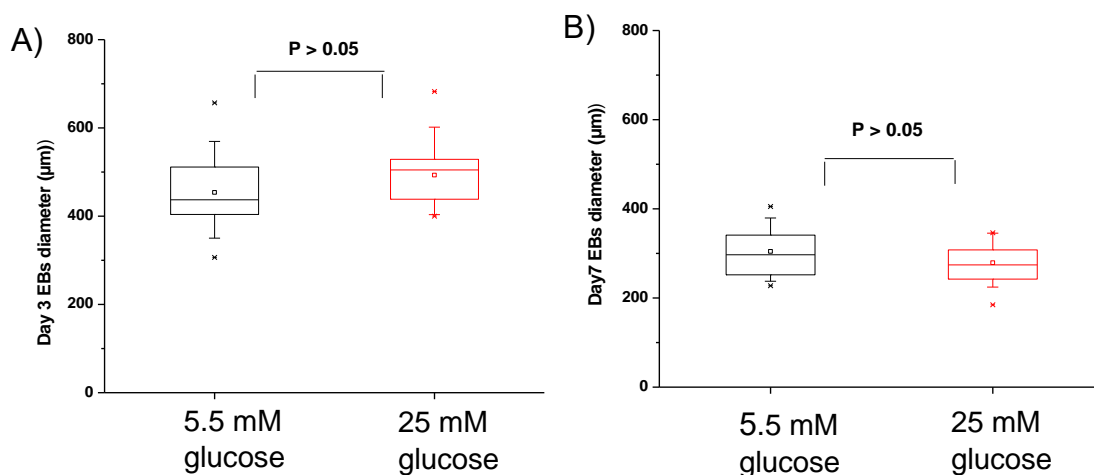 A)
Day 3 EBs diameter (µm))
800
600
400
200
0
P > 0.05
5.5 mM
glucose
25 mM
glucose
B)
Day7 EBs diameter (µm))
800
600
400
200
0
P > 0.05
5.5 mM
glucose
25 mM
glucose